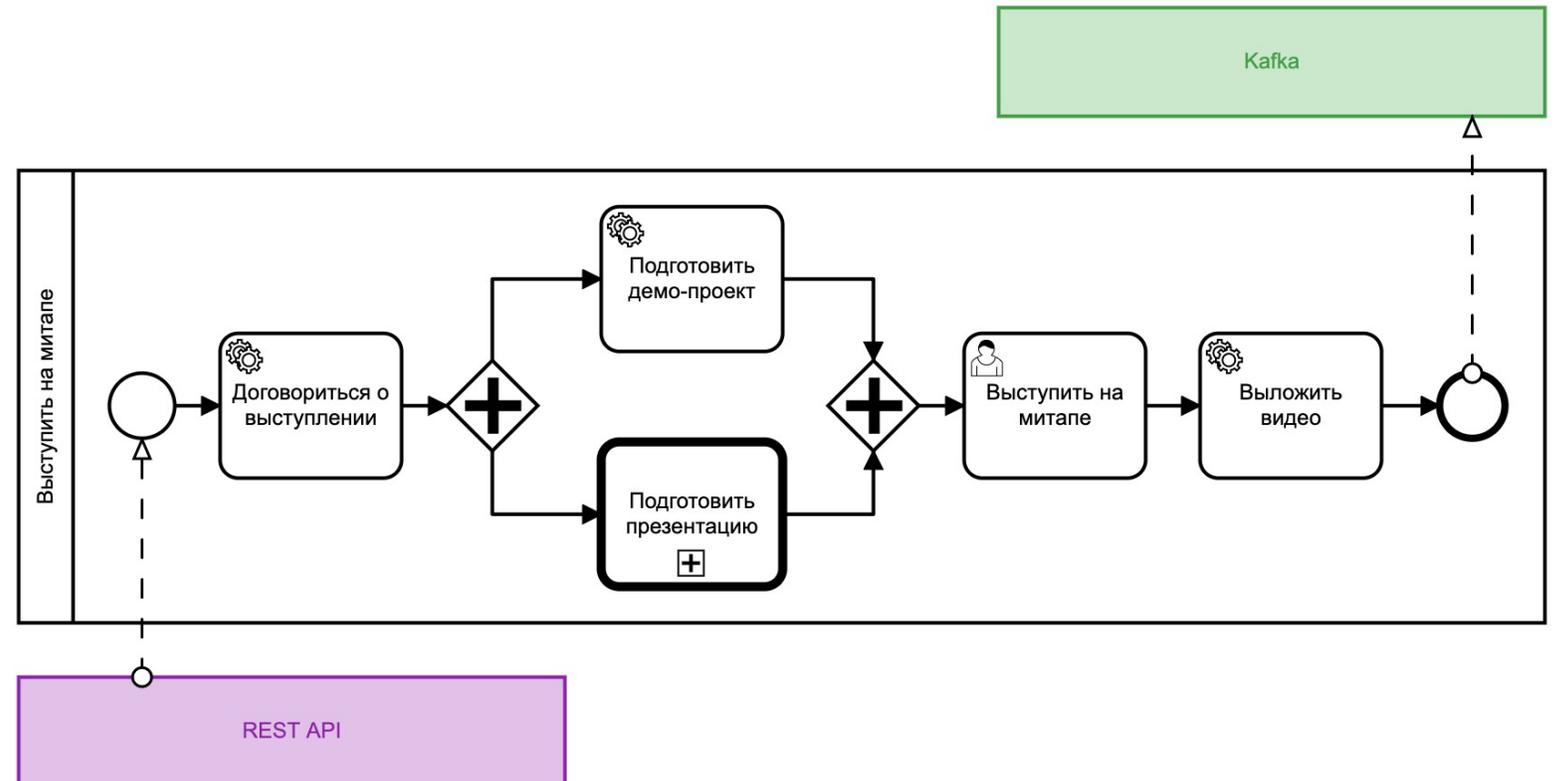 Kafka
Выступить на митапе
Подготовить
демо-проект
Договориться о
выступлении
Подготовить
презентацию
Выступить на
митапе
Выложить
видео
REST API